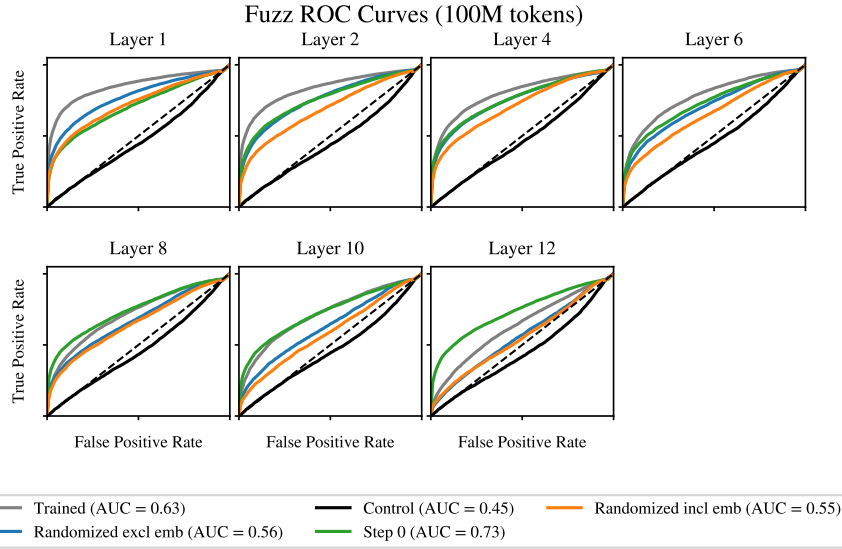 Fuzz ROC Curves (100M tokens)
Layer 1
Layer 2
Layer 4
Layer 6
True Positive Rate
Layer 8
Layer 10
Layer 12
True Positive Rate
False Positive Rate
False Positive Rate
False Positive Rate
Trained (AUC = 0.63)
Control (AUC = 0.45)
Randomized incl emb (AUC = 0.55)
Randomized excl emb (AUC = 0.56)
Step 0 (AUC = 0.73)